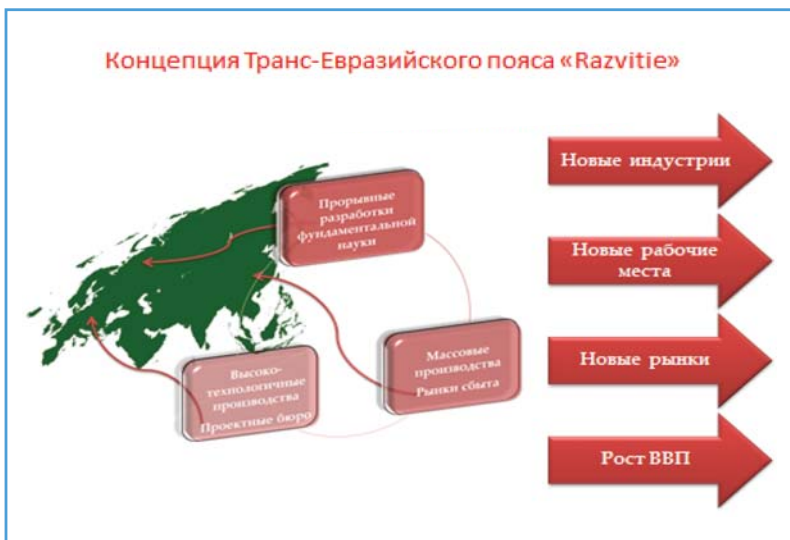 Концепция Транс-Евразийского пояса «Razvitie»
Прорывные
разработки
фундаментальной
науки
Высоко-
технологичные
производства
Проектные бюро
Массовые
производства
Рынки сбыта
Новые индустрии
Новые рабочие
места
Новые рынки
Рост ВВП